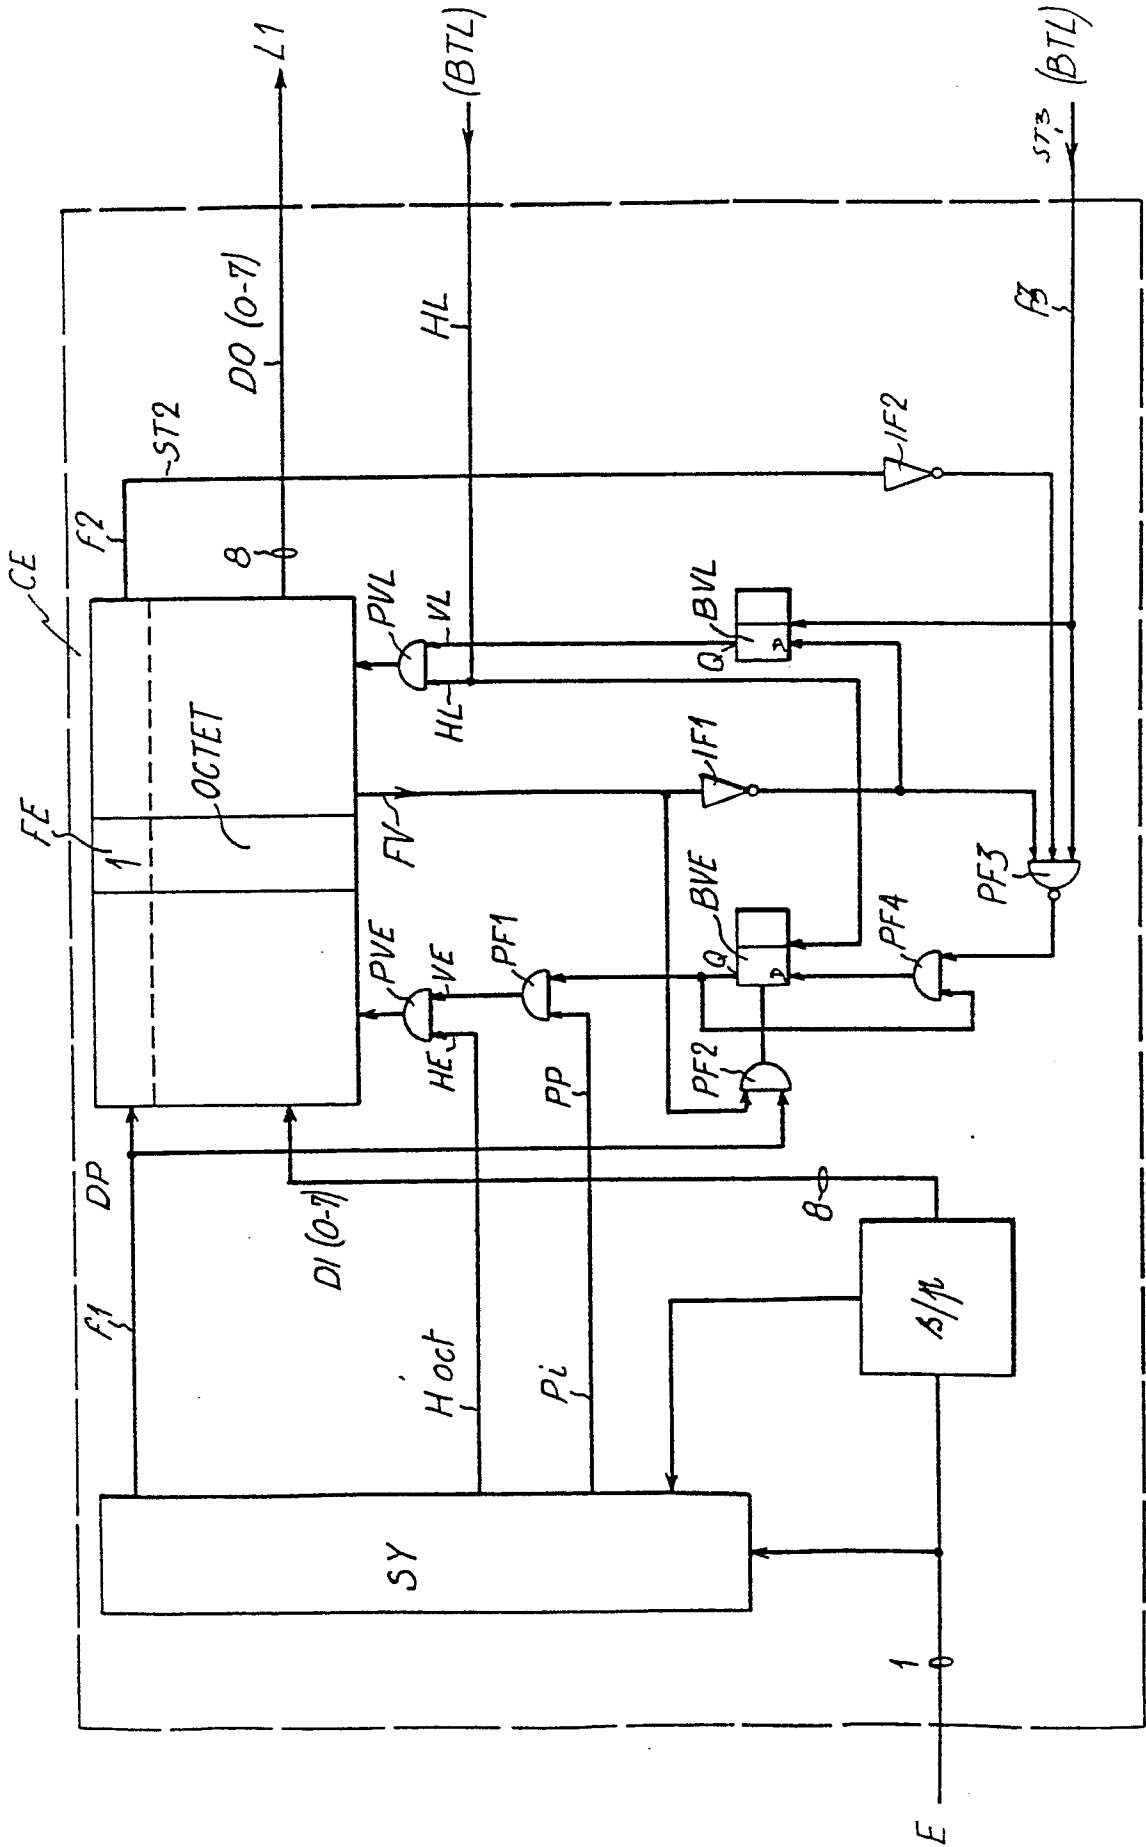 CE
FE
F1
DP
F2
ST2
1
OCTET
DI (0-7)
8
DO (0-7)
L1
SY
H oct
HE
PVE
VE
FV
HL
PVL
VL
HL
(BTL)
Pi
PP
PF1
PF2
Q
BVE
D
IF1
Q
BVL
D
IF2
PF4
PF3
8
s/p
f3
ST3
(BTL)
E
1